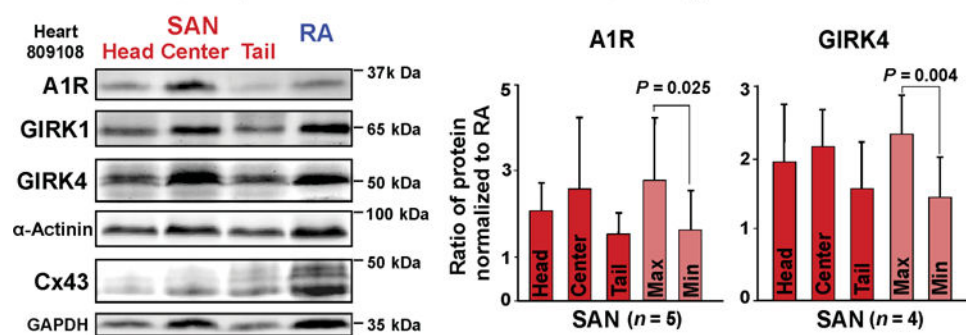 Heart
809108
SAN
Head Center Tail
RA
A1R
37k Da
GIRK1
65 kDa
GIRK4
50 kDa
α-Actinin
100 kDa
Cx43
50 kDa
GAPDH
35 kDa
A1R
Ratio of protein
normalized to RA
5
3
1
0
P = 0.025
Head
Center
Tail
Max
Min
SAN (n = 5)
GIRK4
3
2
1
0
P = 0.004
Head
Center
Tail
Max
Min
SAN (n = 4)